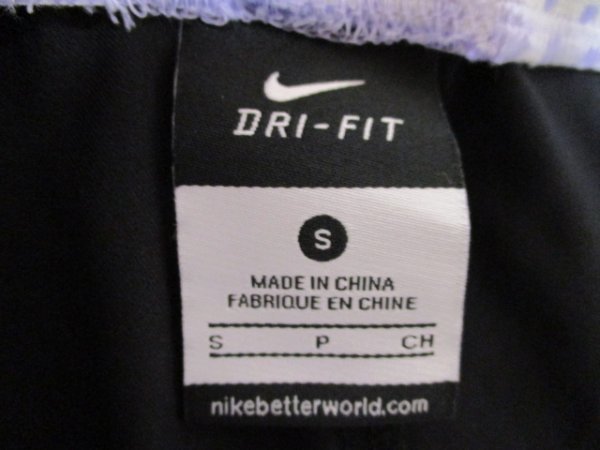 DRI-FIT
S
MADE IN CHINA
FABRIQUE EN CHINE
S P CH
nikebetterworld.com